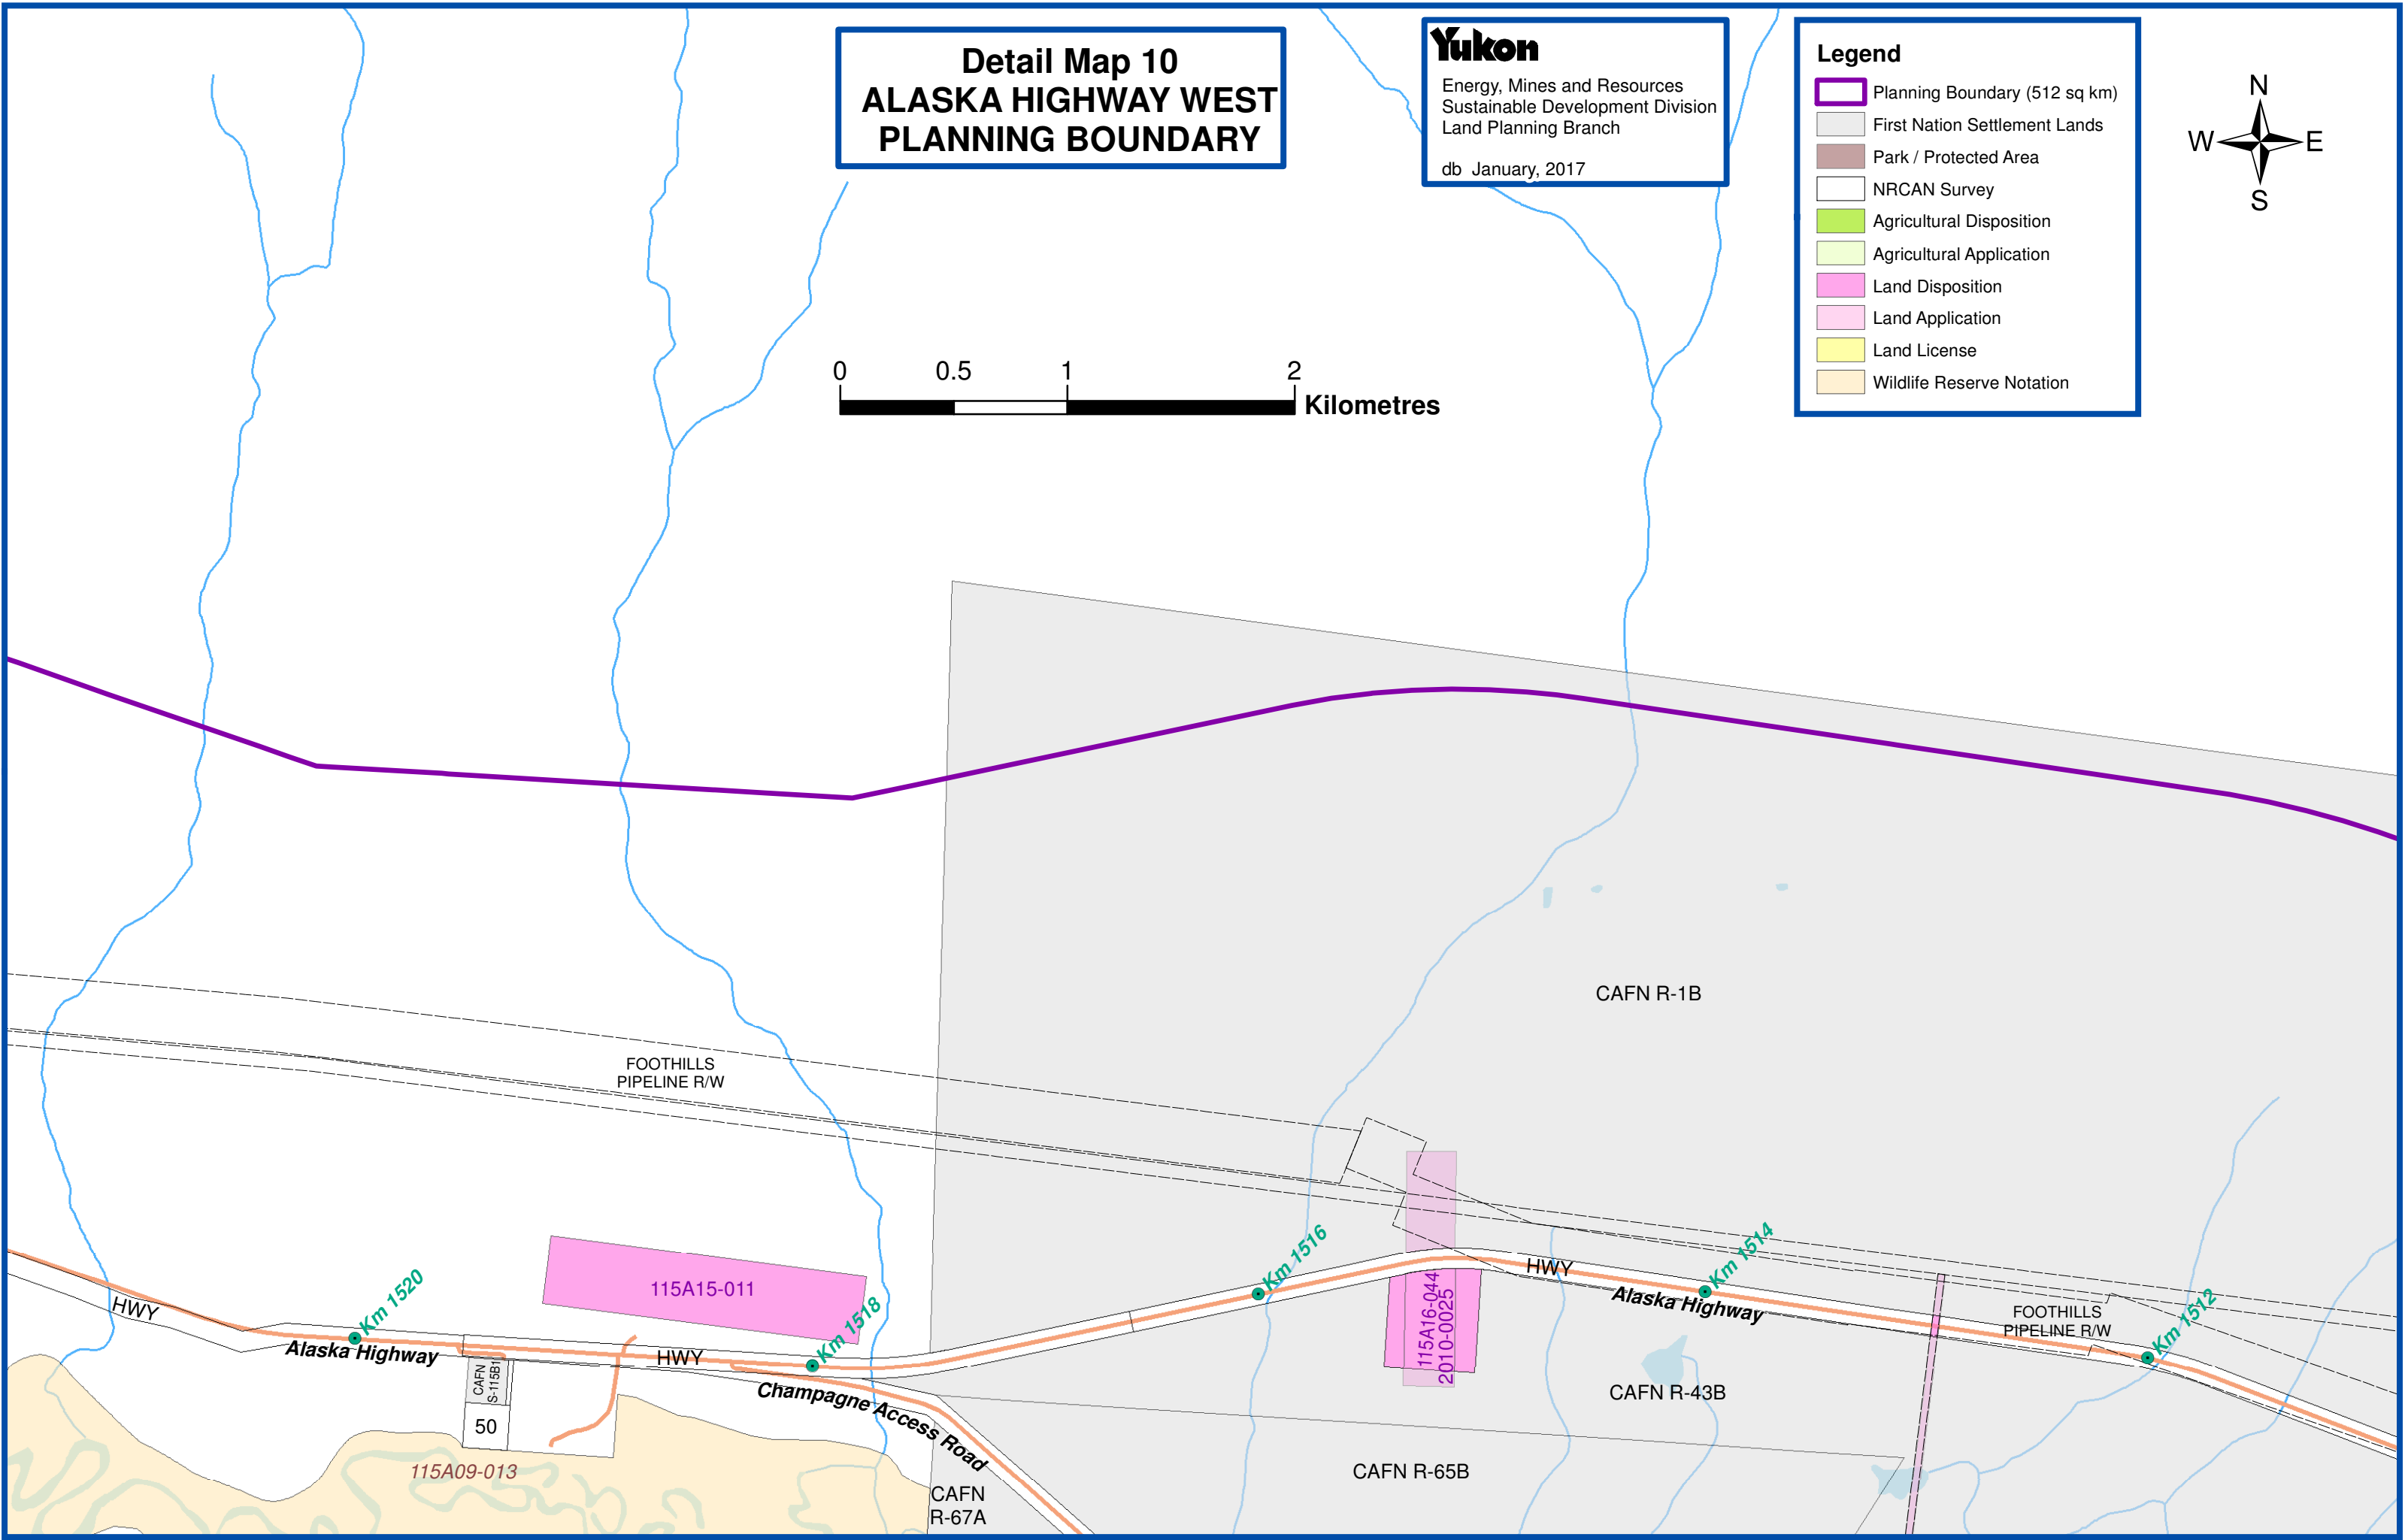 Detail Map 10
ALASKA HIGHWAY WEST
PLANNING BOUNDARY
Yukon
Energy, Mines and Resources
Sustainable Development Division
Land Planning Branch
db January, 2017
Legend
Planning Boundary (512 sq km)
First Nation Settlement Lands
Park / Protected Area
NRCAN Survey
Agricultural Disposition
Agricultural Application
Land Disposition
Land Application
Land License
Wildlife Reserve Notation
N
W E
S
0 0.5 1 2
Kilometres
CAFN R-1B
FOOTHILLS
PIPELINE R/W
115A15-011
Km 1520
Km 1518
Km 1516
Km 1514
Km 1512
HWY
Alaska Highway
HWY
HWY
Alaska Highway
115A16-044
2010-0025
FOOTHILLS
PIPELINE R/W
CAFN
S-115B1
50
Champagne Access Road
CAFN R-43B
115A09-013
CAFN R-65B
CAFN
R-67A